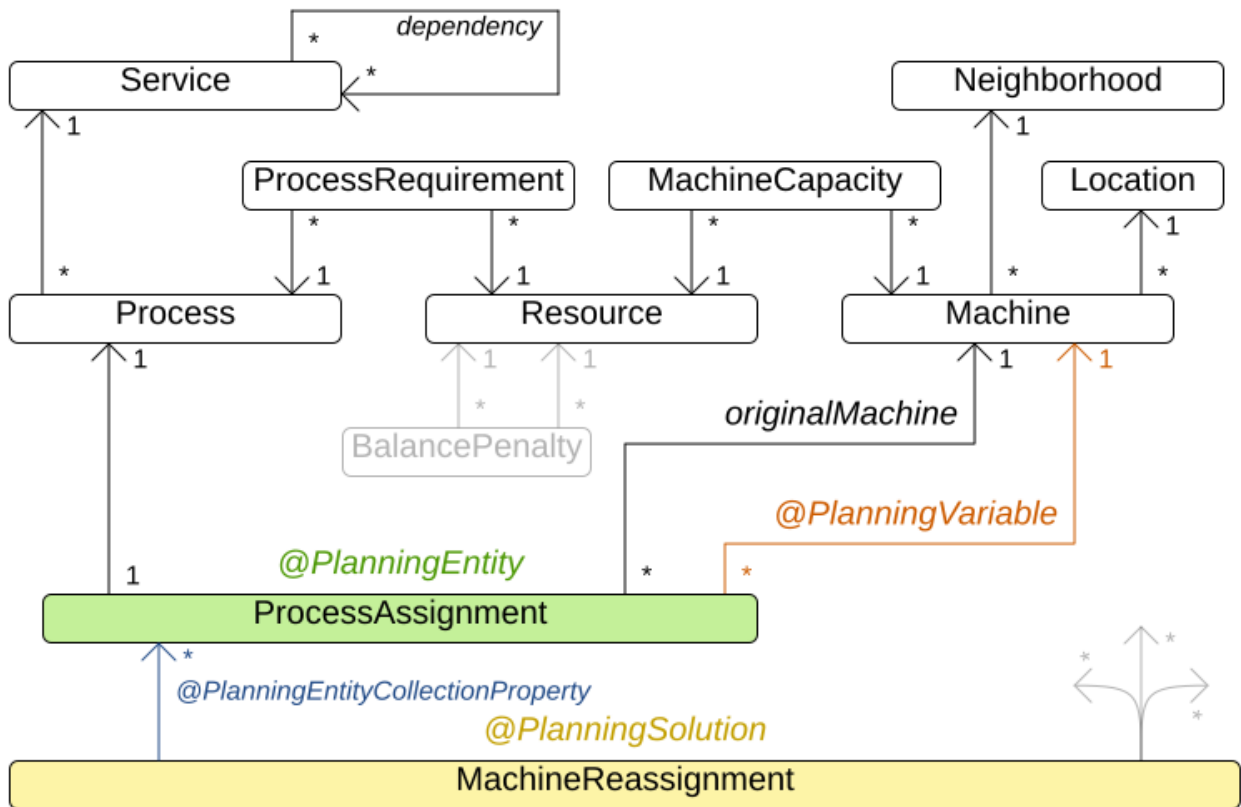 dependency
*
*
Service
Neighborhood
1
1
ProcessRequirement
MachineCapacity
Location
* * * * 1
* 1 1 1 1 * *
Process
Resource
Machine
1 1 1 1 1
* *
originalMachine
BalancePenalty
@PlanningVariable
@PlanningEntity
1 * *
ProcessAssignment
* * *
@PlanningEntityCollectionProperty
*
@PlanningSolution
MachineReassignment